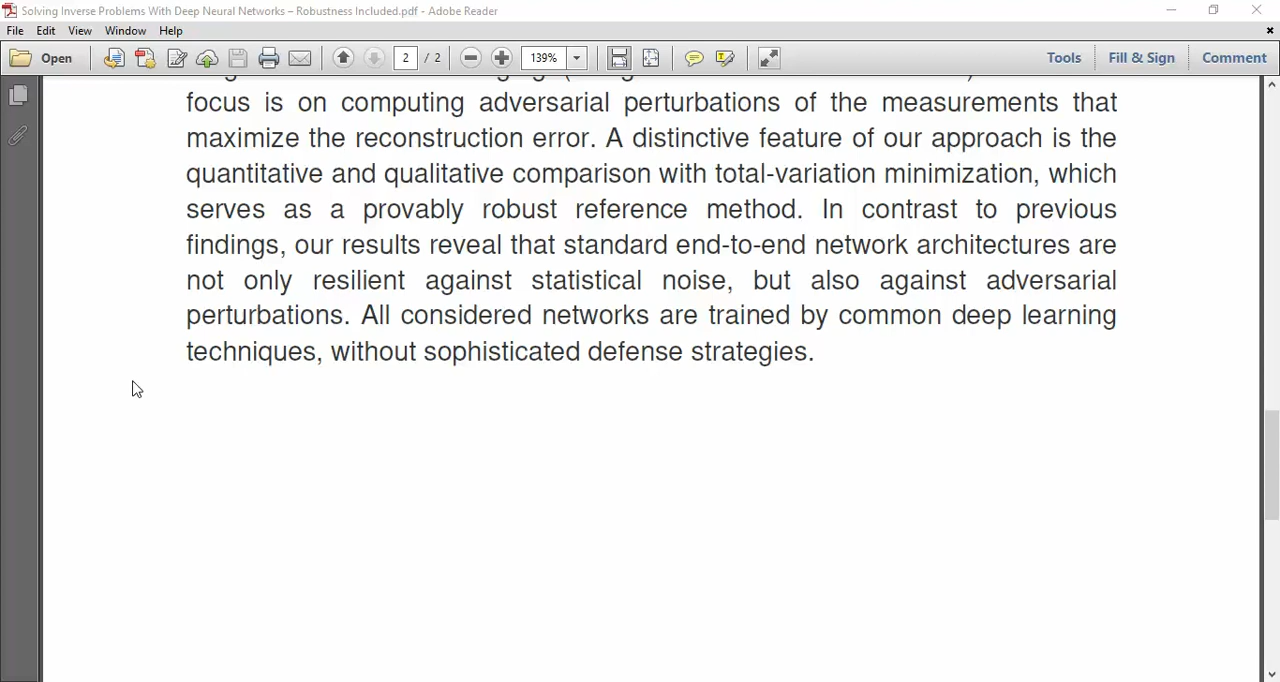 Solving Inverse Problems With Deep Neural Networks – Robustness Included.pdf - Adobe Reader
File Edit View Window Help
Open 2 / 2 139% Tools Fill & Sign Comment
focus is on computing adversarial perturbations of the measurements that
maximize the reconstruction error. A distinctive feature of our approach is the
quantitative and qualitative comparison with total-variation minimization, which
serves as a provably robust reference method. In contrast to previous
findings, our results reveal that standard end-to-end network architectures are
not only resilient against statistical noise, but also against adversarial
perturbations. All considered networks are trained by common deep learning
techniques, without sophisticated defense strategies.